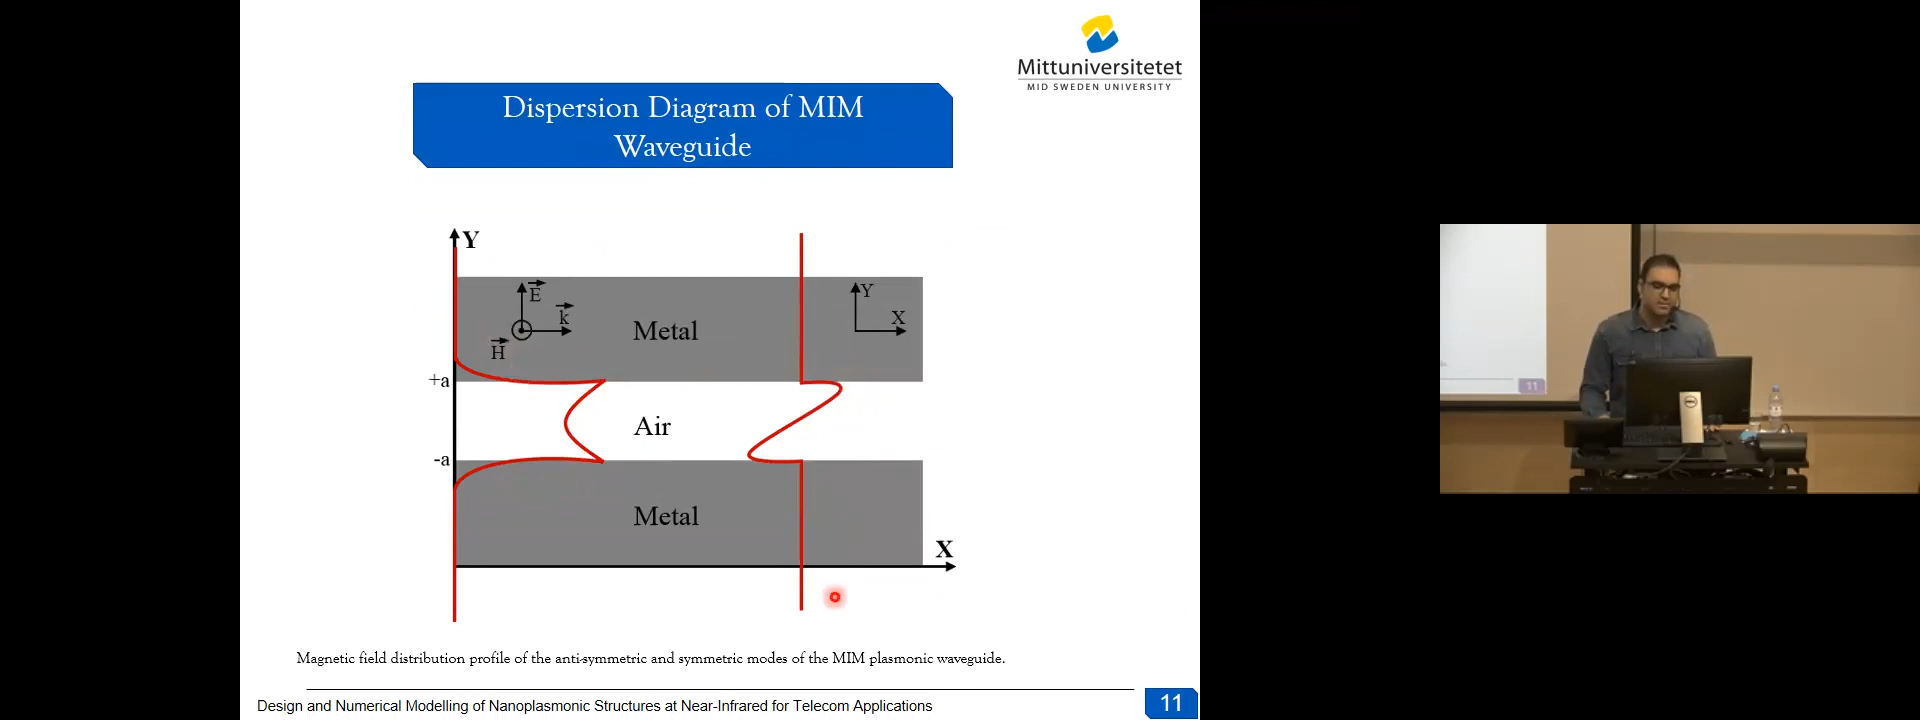 Mittuniversitetet
MID SWEDEN UNIVERSITY
Dispersion Diagram of MIM
Waveguide
Y
E
k
H
Metal
Y
X
+a
Air
-a
Metal
X
Magnetic field distribution profile of the anti-symmetric and symmetric modes of the MIM plasmonic waveguide.
Design and Numerical Modelling of Nanoplasmonic Structures at Near-Infrared for Telecom Applications
11
11
DELL